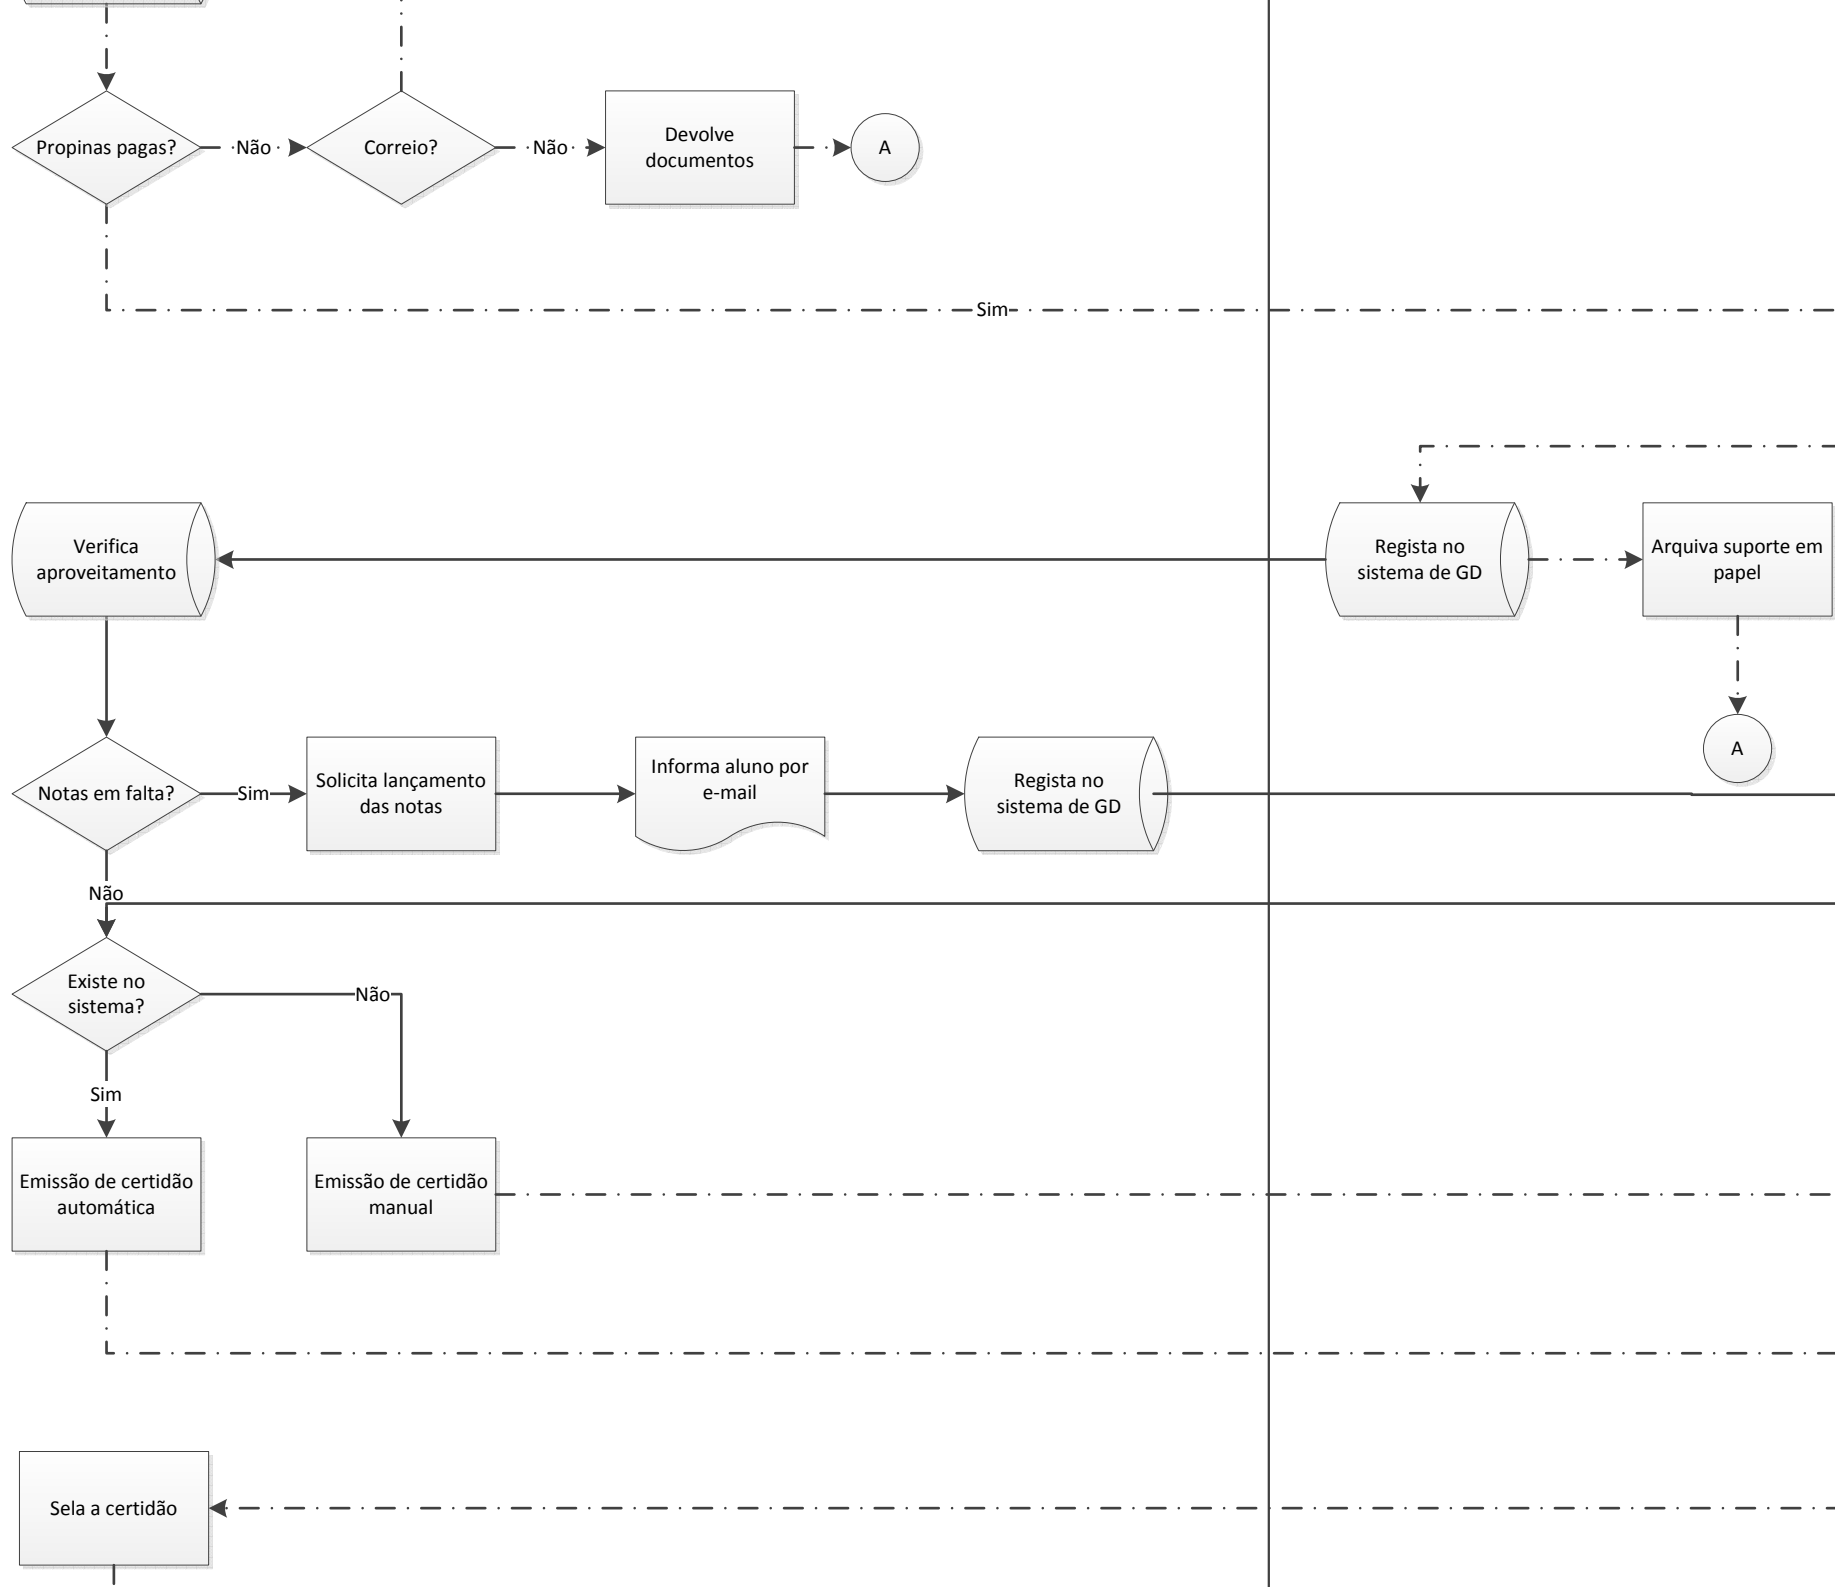 Propinas pagas?
Não
Correio?
Não
Devolve
documentos
A
Sim
Verifica
aproveitamento
Regista no
sistema de GD
Arquiva suporte em
papel
A
Notas em falta?
Sim
Solicita lançamento
das notas
Informa aluno por
e-mail
Regista no
sistema de GD
Não
Existe no
sistema?
Não
Sim
Emissão de certidão
automática
Emissão de certidão
manual
Sela a certidão